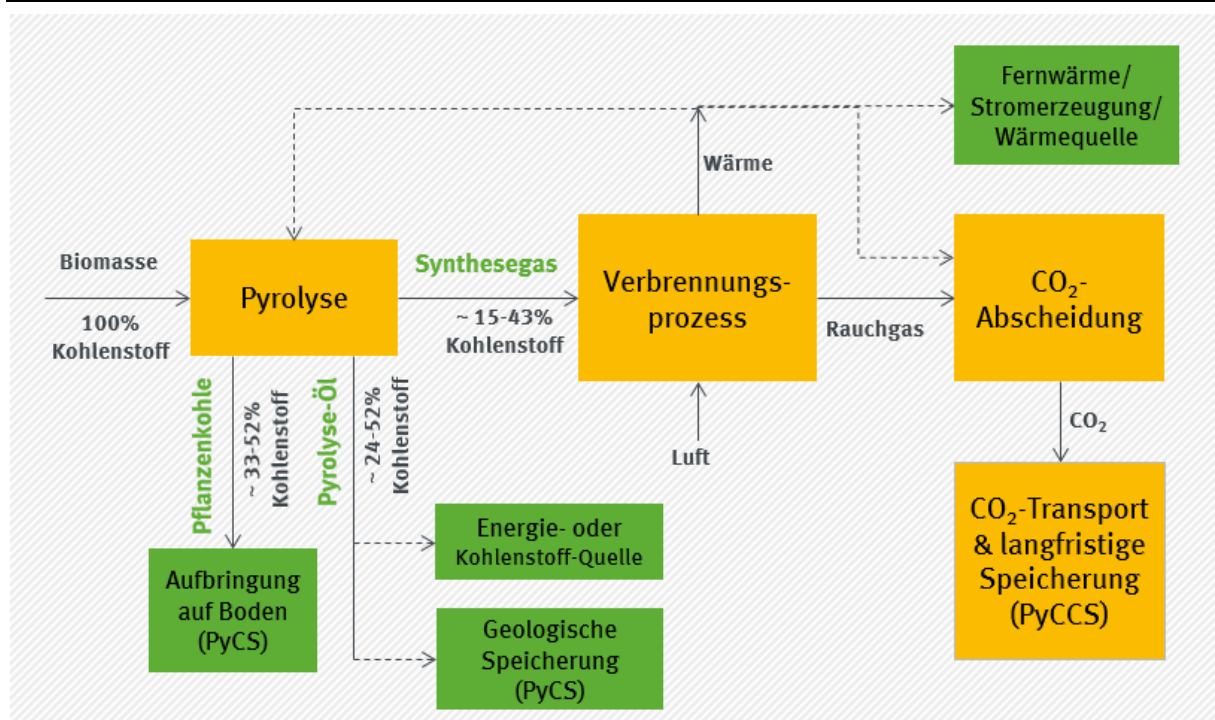 Fernwärme/
Stromerzeugung/
Wärmequelle
Wärme
Biomasse
100%
Kohlenstoff
Pyrolyse
Synthesegas
~ 15-43%
Kohlenstoff
Verbrennungs-
prozess
Rauchgas
CO₂-
Abscheidung
Luft
CO₂
Pflanzenkohle
~ 33-52%
Kohlenstoff
Pyrolyse-Öl
~ 24-52%
Kohlenstoff
Aufbringung
auf Boden
(PyCS)
Energie- oder
Kohlenstoff-Quelle
Geologische
Speicherung
(PyCS)
CO₂-Transport
& langfristige
Speicherung
(PyCCS)